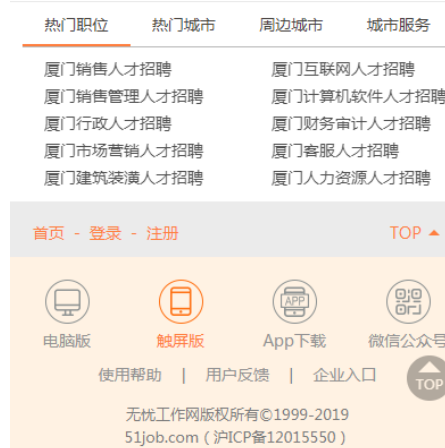 热门职位 热门城市 周边城市 城市服务
厦门销售人才招聘 厦门互联网人才招聘
厦门销售管理人才招聘 厦门计算机软件人才招聘
厦门行政人才招聘 厦门财务审计人才招聘
厦门市场营销人才招聘 厦门客服人才招聘
厦门建筑装潢人才招聘 厦门人力资源人才招聘
首页 - 登录 - 注册 TOP
APP
电脑版 触屏版 App下载 微信公众号
使用帮助 | 用户反馈 | 企业入口
TOP
无忧工作网版权所有©1999-2019
51job.com（沪ICP备12015550）